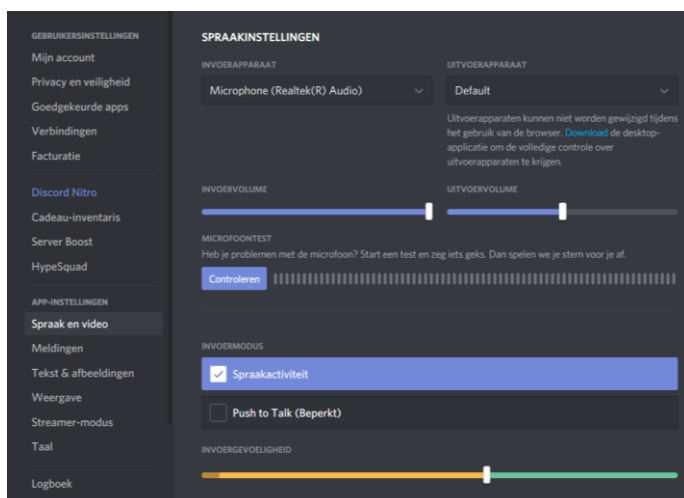 GEBRUIKERSINSTELLINGEN
Mijn account
Privacy en veiligheid
Goedgekeurde apps
Verbindingen
Facturatie
Discord Nitro
Cadeau-inventaris
Server Boost
HypeSquad
APP-INSTELLINGEN
Spraak en video
Meldingen
Tekst & afbeeldingen
Weergave
Streamer-modus
Taal
Logboek
SPRAAKINSTELLINGEN
INVOERAPPARAAT
Microphone (Realtek(R) Audio)
UITVOERAPPARAAT
Default
Uitvoerapparaten kunnen niet worden gewijzigd tijdens
het gebruik van de browser. Download de desktop-
applicatie om de volledige controle over
uitvoerapparaten te krijgen.
INVOERVOLUME
UITVOERVOLUME
MICROFOONTEST
Heb je problemen met de microfoon? Start een test en zeg iets geks. Dan spelen we je stem voor je af.
Controleren
INVOERMODUS
Spraakactiviteit
Push to Talk (Beperkt)
INVOERGEVOELIGHEID